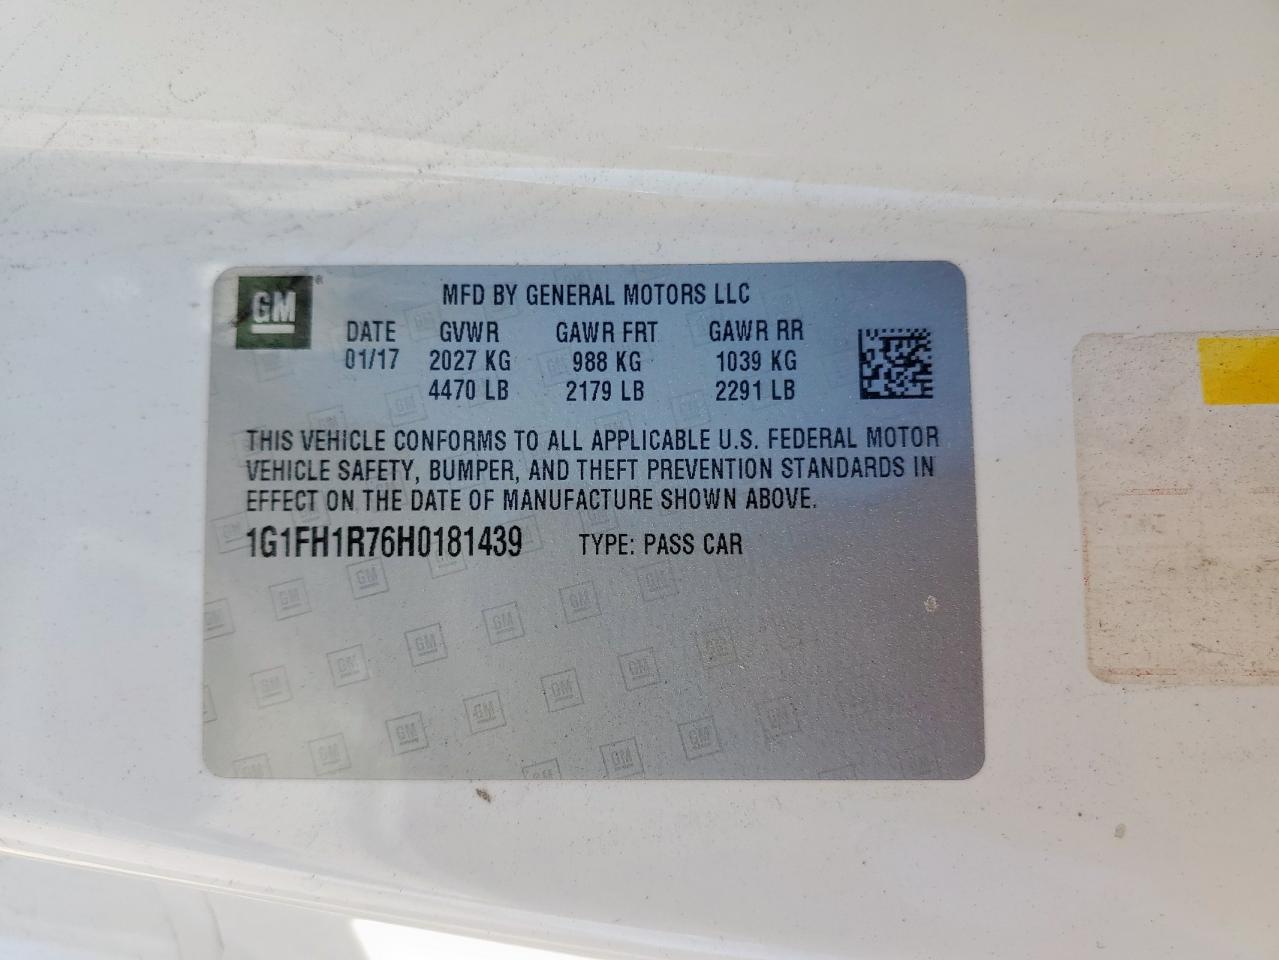 GM®
MFD BY GENERAL MOTORS LLC
DATE GVWR GAWR FRT GAWR RR
01/17 2027 KG 988 KG 1039 KG
4470 LB 2179 LB 2291 LB
THIS VEHICLE CONFORMS TO ALL APPLICABLE U.S. FEDERAL MOTOR
VEHICLE SAFETY, BUMPER, AND THEFT PREVENTION STANDARDS IN
EFFECT ON THE DATE OF MANUFACTURE SHOWN ABOVE.
1G1FH1R76H0181439 TYPE: PASS CAR